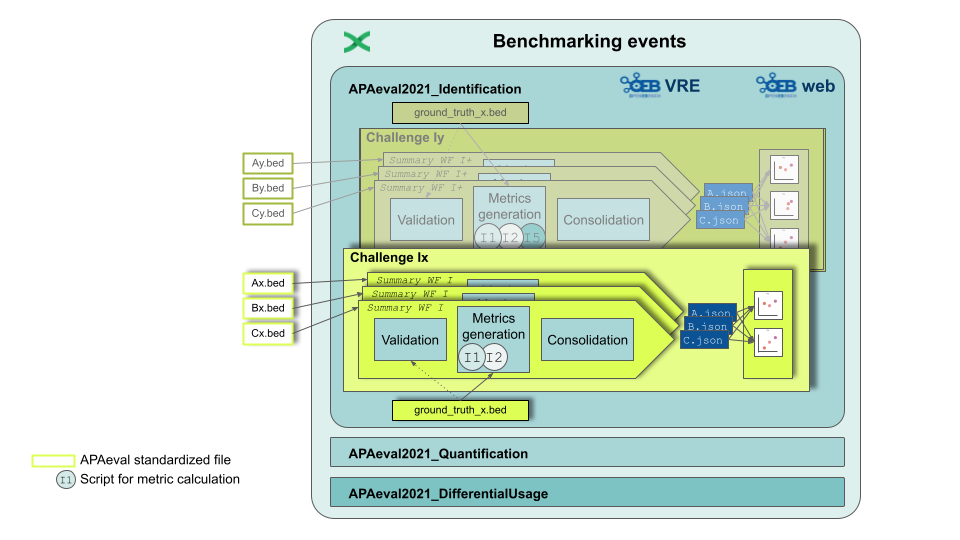 Benchmarking events
APAeval2021_Identification
OEB VRE
OEB web
ground_truth_x.bed
Challenge Iy
Ay.bed
By.bed
Cy.bed
Summary WF I+
Summary WF I+
Summary WF I+
Validation
Metrics
generation
I1
I2
I5
Consolidation
A.json
B.json
C.json
Challenge Ix
Ax.bed
Bx.bed
Cx.bed
Summary WF I
Summary WF I
Summary WF I
Validation
Metrics
generation
I1
I2
Consolidation
A.json
B.json
C.json
ground_truth_x.bed
APAeval2021_Quantification
APAeval2021_DifferentialUsage
APAeval standardized file
I1 Script for metric calculation